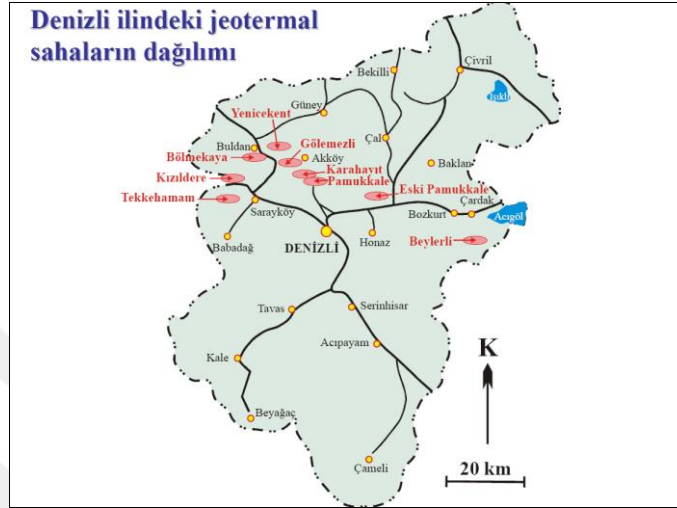 Denizli ilindeki jeotermal
sahaların dağılımı
Çivril
Bekilli
Işıklı
Güney
Yenicekent
Çal
Buldan
Gölemezli
Bölmekaya
Akköy
Baklan
Karahayıt
Kızıldere
Pamukkale
Eski Pamukkale
Tekkehamam
Çardak
Sarayköy
Bozkurt
Acıgöl
Babadağ
DENİZLİ
Honaz
Beylerli
Tavas
Serinhisar
Acıpayam
K
Kale
Beyağaç
Çameli
20 km